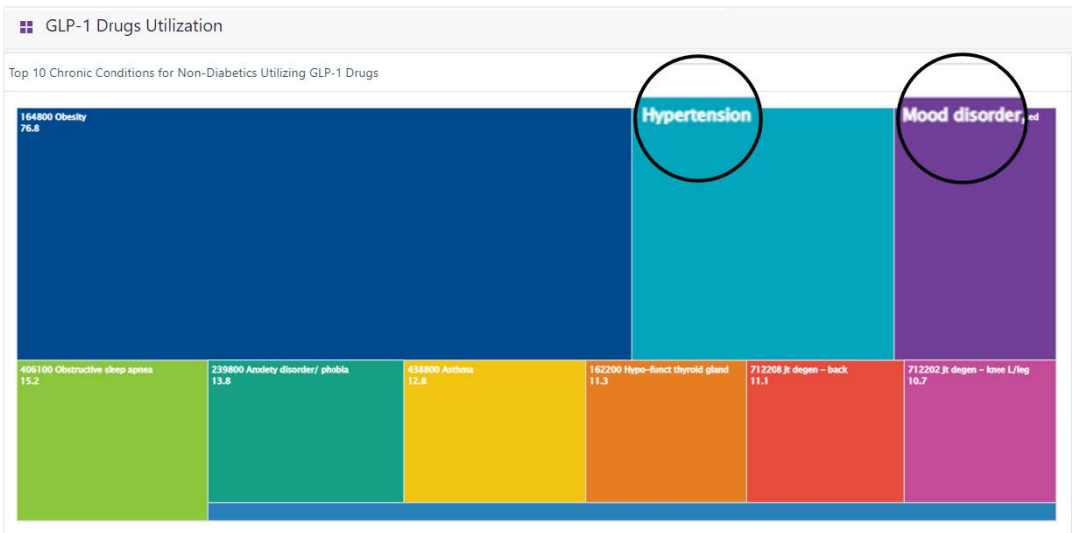 GLP-1 Drugs Utilization
Top 10 Chronic Conditions for Non-Diabetics Utilizing GLP-1 Drugs
164800 Obesity
76.8
Hypertension
Mood disorder, ed
406100 Obstructive sleep apnea
15.2
239800 Anxiety disorder/ phobia
13.8
438800 Asthma
12.8
162200 Hypo-funct thyroid gland
11.3
712208 Jt degen - back
11.1
712202 Jt degen - knee L/leg
10.7